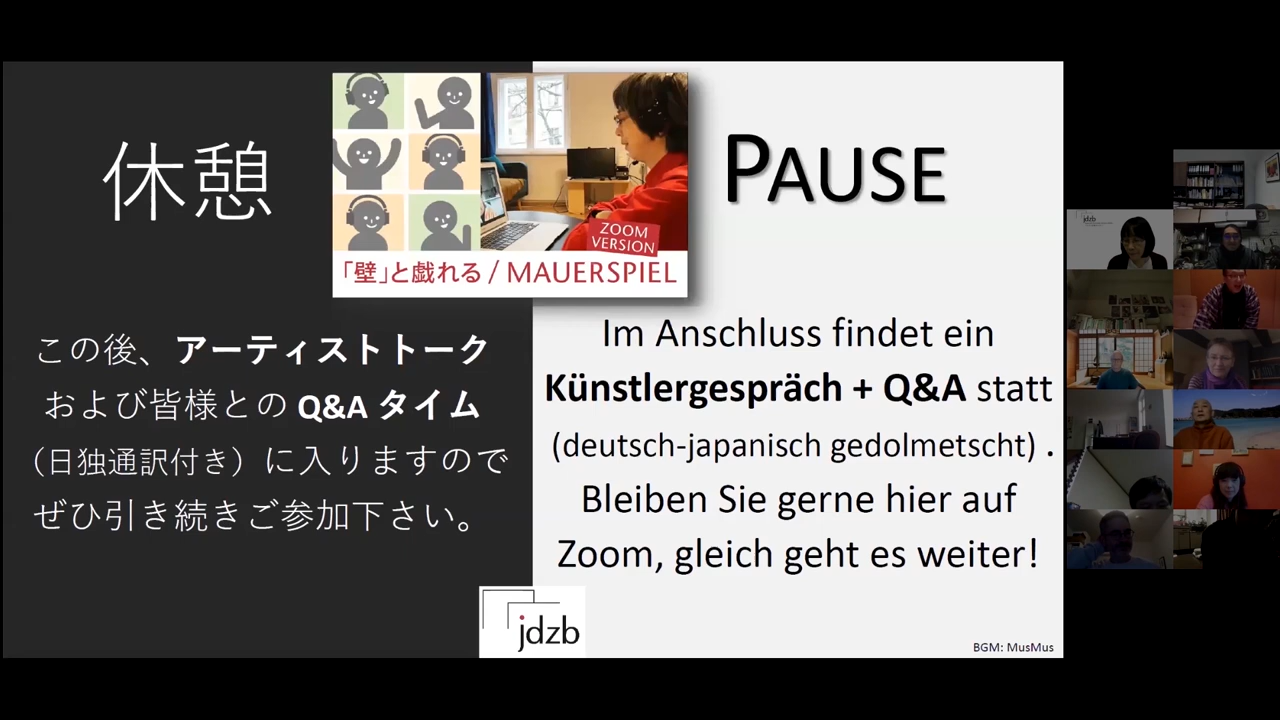 休憩
ZOOM
VERSION
「壁」と戯れる / MAUERSPIEL
PAUSE
この後、アーティストトーク
および皆様との Q&A タイム
(日独通訳付き) に入りますので
ぜひ引き続きご参加下さい。
Im Anschluss findet ein
Künstlergespräch + Q&A statt
(deutsch-japanisch gedolmetscht) .
Bleiben Sie gerne hier auf
Zoom, gleich geht es weiter!
jdzb
BGM: MusMus
jdzb